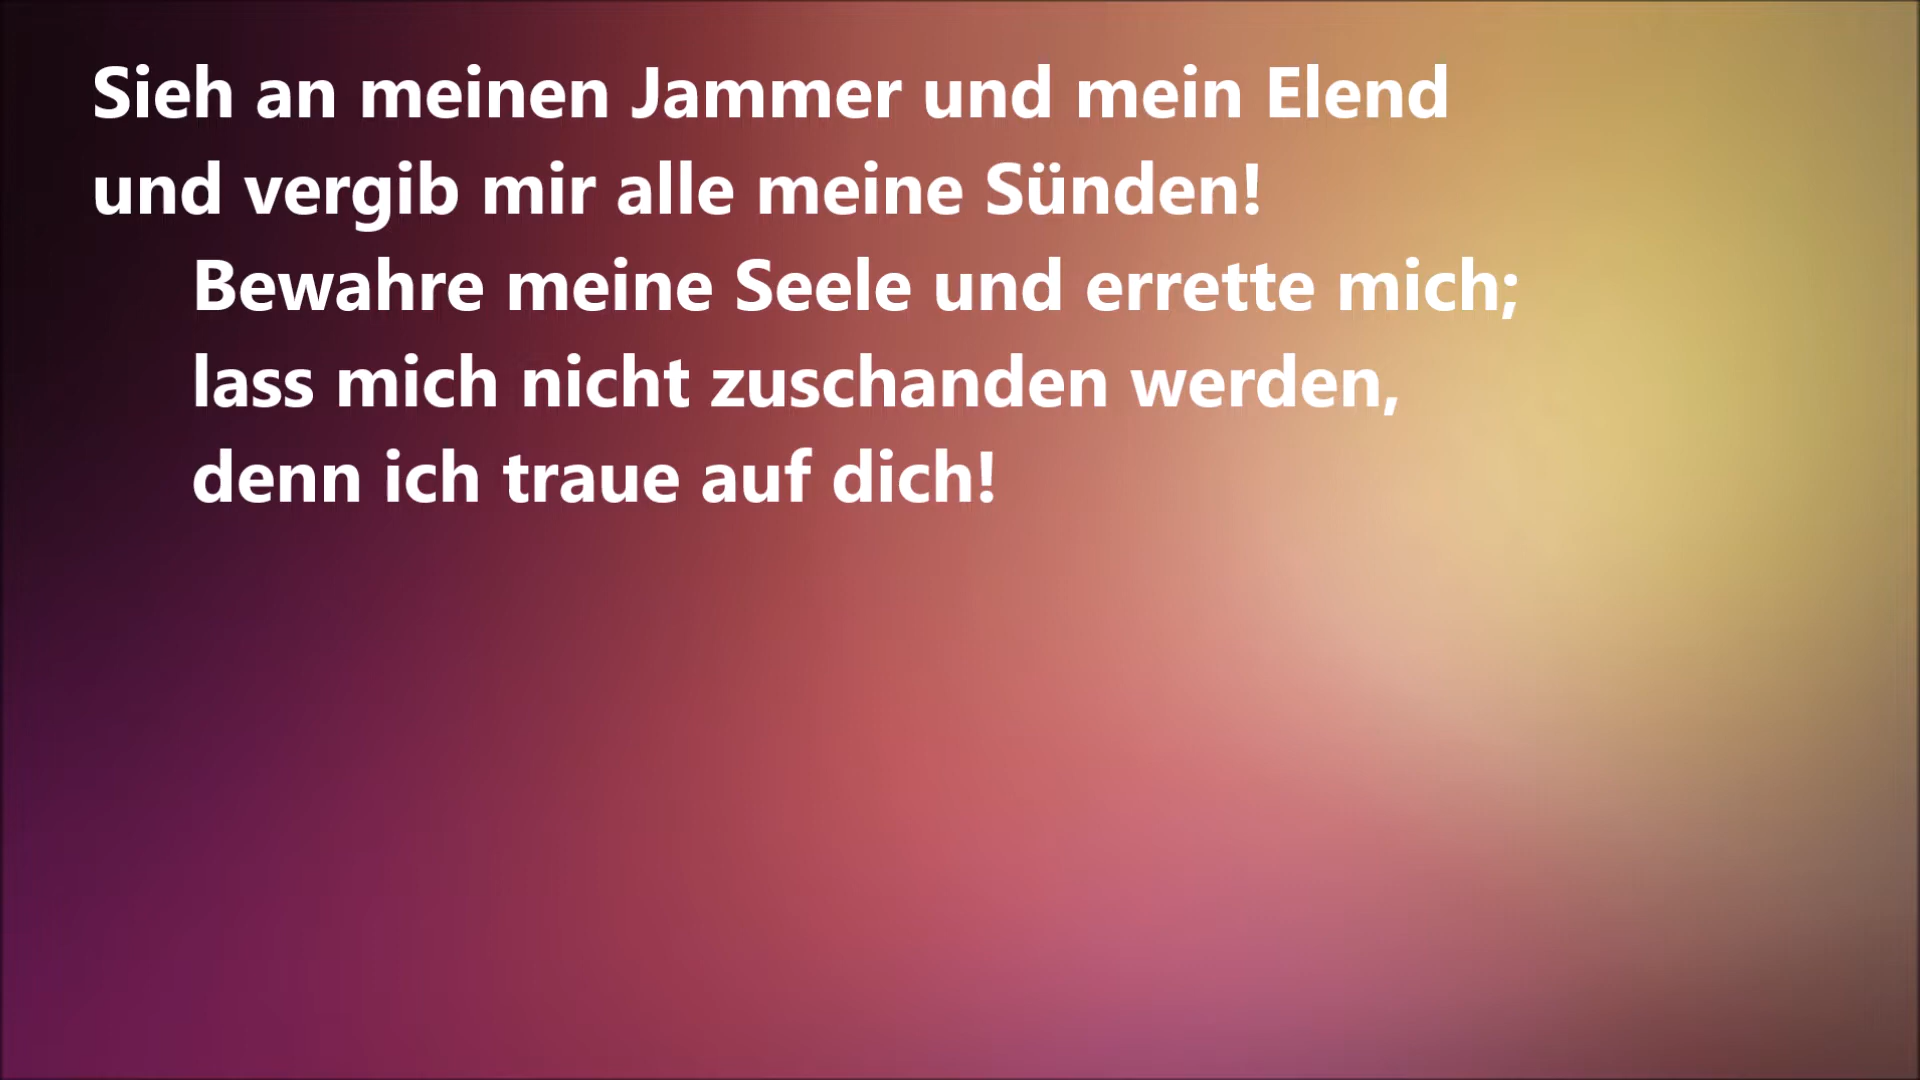 Sieh an meinen Jammer und mein Elend
und vergib mir alle meine Sünden!
Bewahre meine Seele und errette mich;
lass mich nicht zuschanden werden,
denn ich traue auf dich!